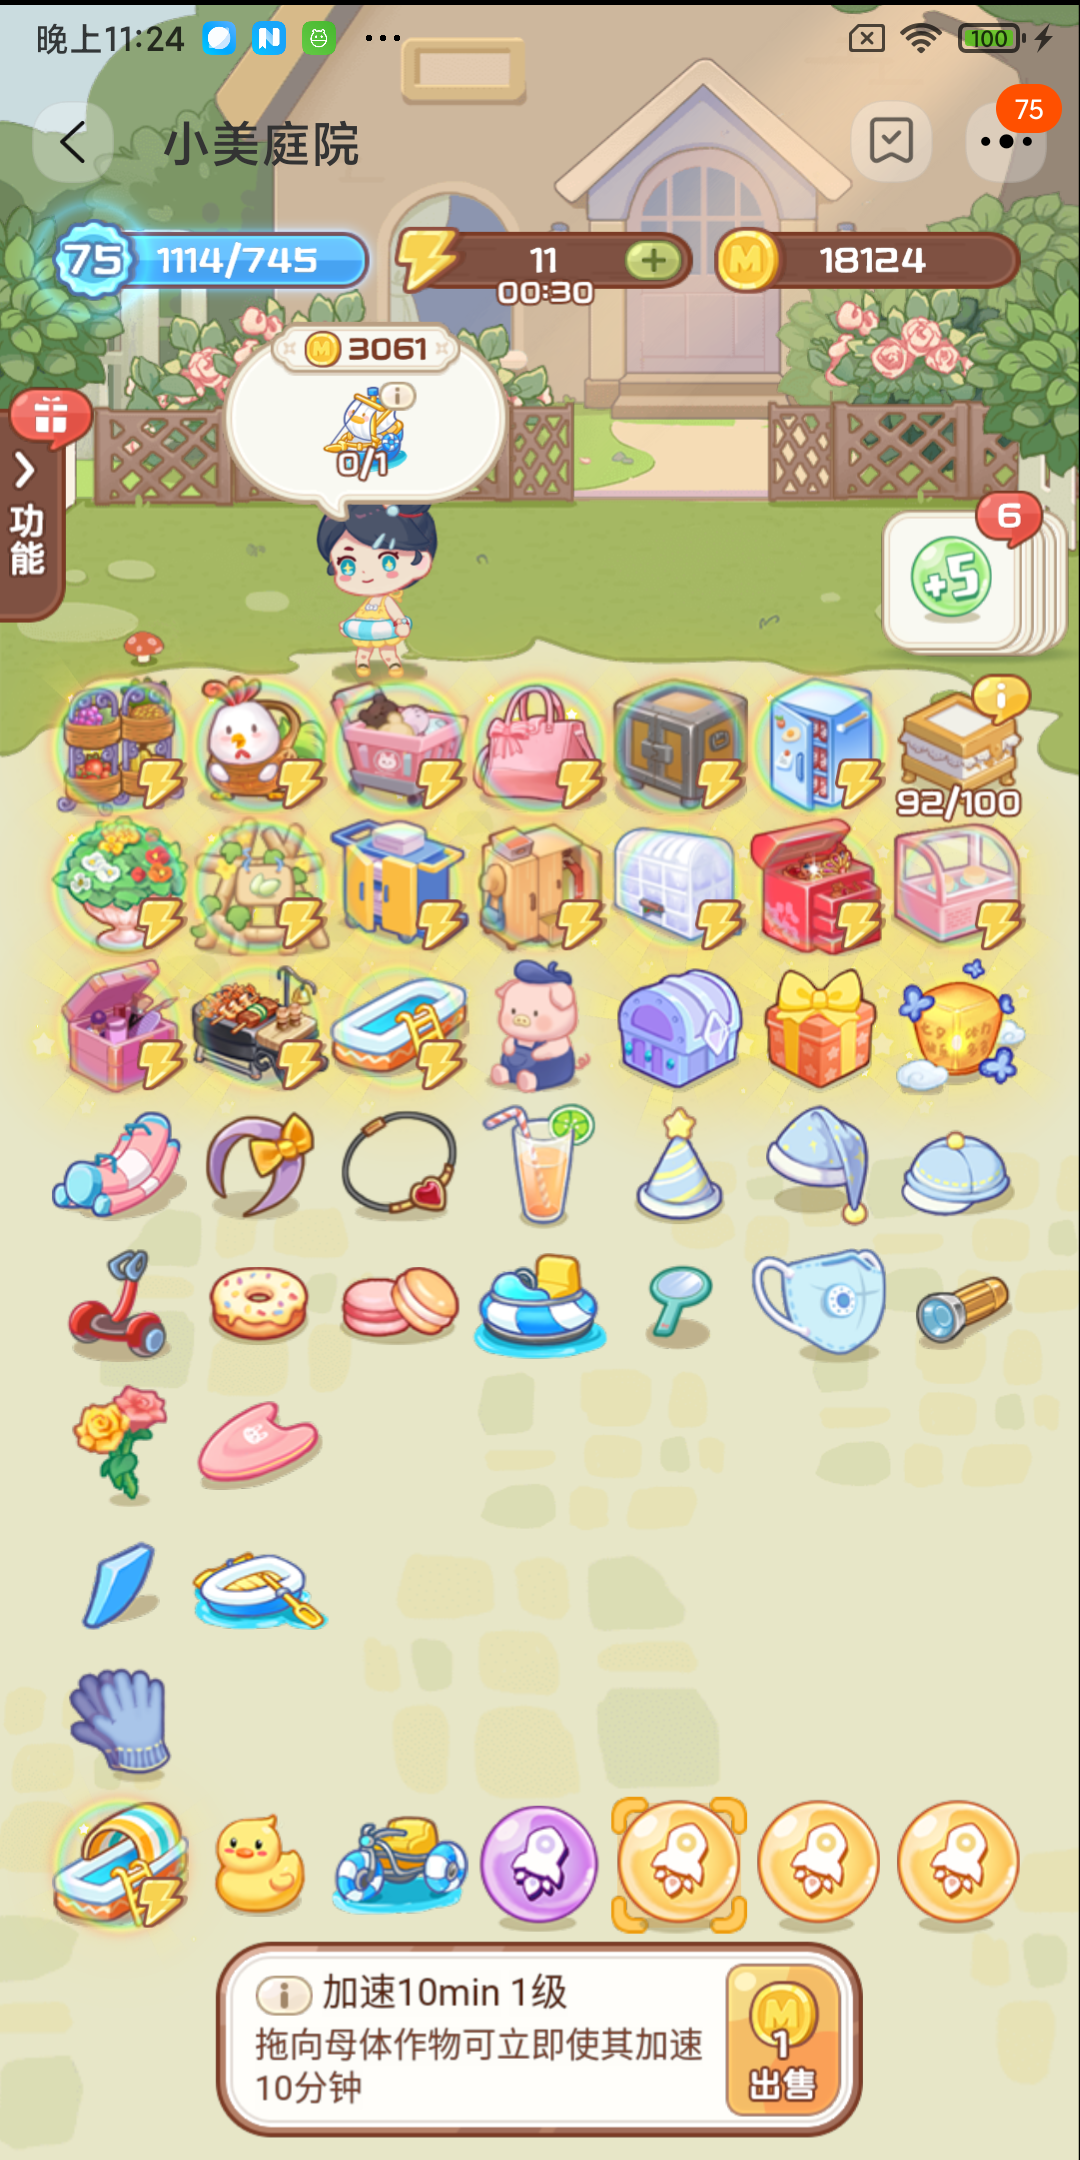 晚上11:24
100
小美庭院
75
75
1114/745
11
00:30
18124
3061
0/1
功能
+5
6
92/100
加速10min 1级
拖向母体作物可立即使其加速
10分钟
1
出售